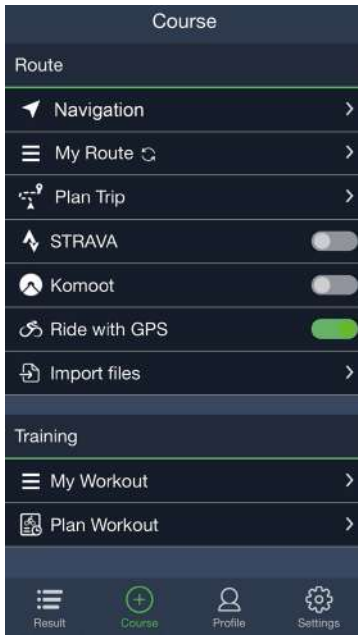 Course
Route
Navigation
My Route
Plan Trip
STRAVA
Komoot
Ride with GPS
Import files
Training
My Workout
Plan Workout
Result Course Profile Settings